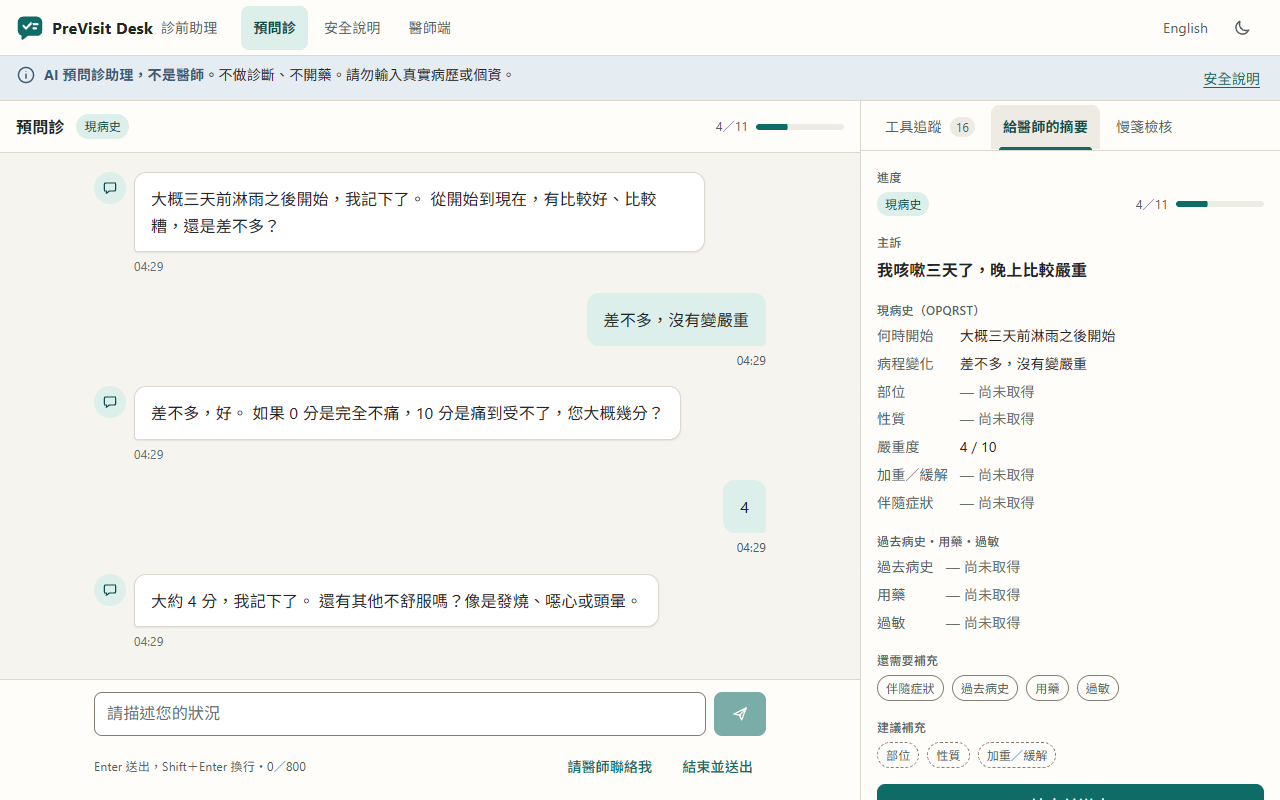 PreVisit Desk 診前助理 預問診 安全說明 醫師端 English
AI 預問診助理，不是醫師。不做診斷、不開藥。請勿輸入真實病歷或個資。 安全說明
預問診 現病史 4／11
大概三天前淋雨之後開始，我記下了。 從開始到現在，有比較好、比較
糟，還是差不多？
04:29
差不多，沒有變嚴重
04:29
差不多，好。 如果 0 分是完全不痛，10 分是痛到受不了，您大概幾分？
04:29
4
04:29
大約 4 分，我記下了。 還有其他不舒服嗎？像是發燒、噁心或頭暈。
04:29
請描述您的狀況
Enter 送出，Shift＋Enter 換行・0／800 請醫師聯絡我 結束並送出
工具追蹤 16 給醫師的摘要 慢箋檢核
進度
現病史 4／11
主訴
我咳嗽三天了，晚上比較嚴重
現病史（OPQRST）
何時開始 大概三天前淋雨之後開始
病程變化 差不多，沒有變嚴重
部位 — 尚未取得
性質 — 尚未取得
嚴重度 4 / 10
加重／緩解 — 尚未取得
伴隨症狀 — 尚未取得
過去病史・用藥・過敏
過去病史 — 尚未取得
用藥 — 尚未取得
過敏 — 尚未取得
還需要補充
伴隨症狀 過去病史 用藥 過敏
建議補充
部位 性質 加重／緩解